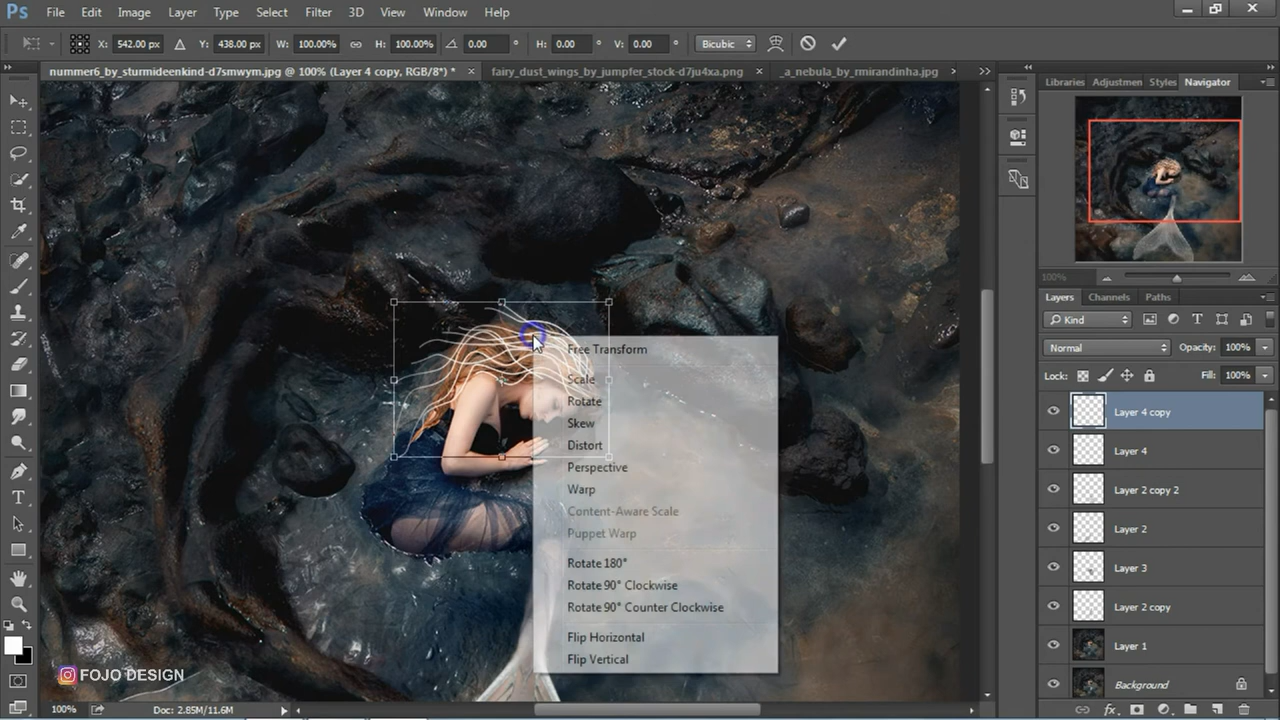 Ps File Edit Image Layer Type Select Filter 3D View Window Help
X: 542.00 px Y: 438.00 px W: 100.00% H: 100.00% 0.00 ° H: 0.00 ° V: 0.00 ° Bicubic
nummer6_by_sturmideenkind-d7smwym.jpg @ 100% (Layer 4 copy, RGB/8*) * × fairy_dust_wings_by_jumpfer_stock-d7ju4xa.png × _a_nebula_by_rmirandinha.jpg
Libraries Adjustmen Styles Navigator
100%
Layers Channels Paths
Kind
Normal Opacity: 100%
Lock: Fill: 100%
Layer 4 copy
Layer 4
Layer 2 copy 2
Layer 2
Layer 3
Layer 2 copy
Layer 1
Background
fx
Free Transform
Scale
Rotate
Skew
Distort
Perspective
Warp
Content-Aware Scale
Puppet Warp
Rotate 180°
Rotate 90° Clockwise
Rotate 90° Counter Clockwise
Flip Horizontal
Flip Vertical
T
FOJO DESIGN
100% Doc: 2.85M/11.6M